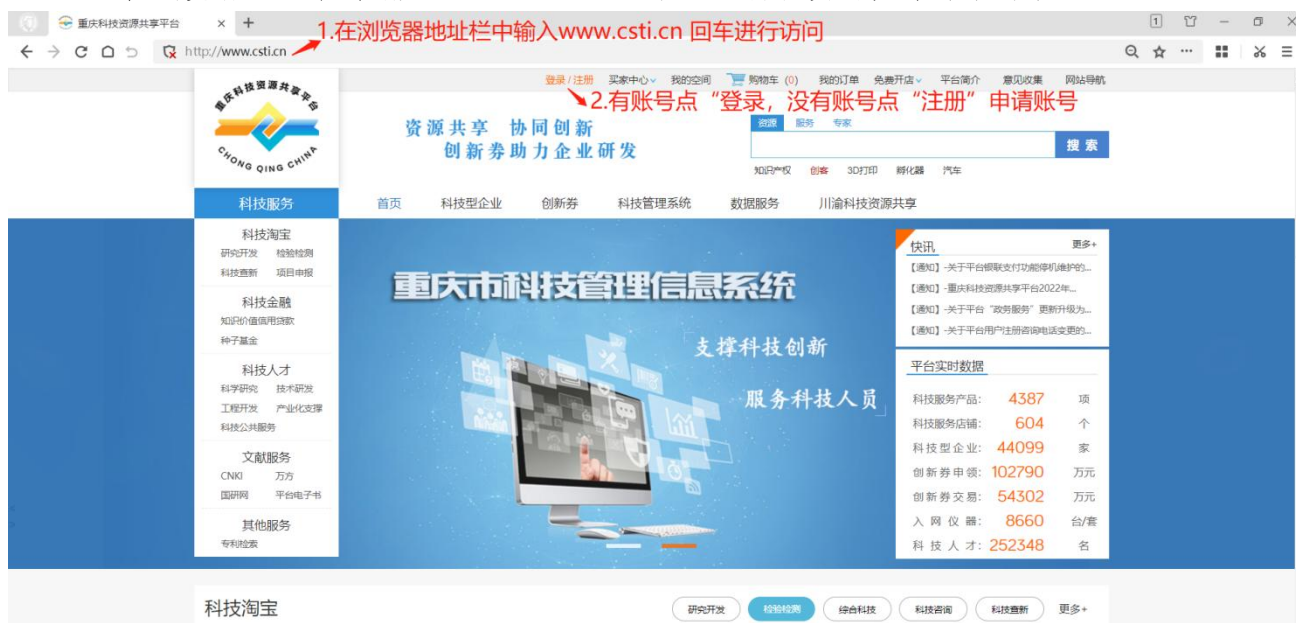 重庆科技资源共享平台
http://www.csti.cn
1.在浏览器地址栏中输入www.csti.cn 回车进行访问
登录 / 注册 买家中心 我的空间 购物车 (0) 我的订单 免费开店 平台简介 意见收集 网站导航
2.有账号点“登录，没有账号点“注册”申请账号
重庆科技资源共享平台
CHONG QING CHINA
资源共享 协同创新
创新券助力企业研发
资源 服务 专家
搜 索
知识产权 创客 3D打印 孵化器 汽车
科技服务 首页 科技型企业 创新券 科技管理系统 数据服务 川渝科技资源共享
科技淘宝
研究开发 检验检测
科技查新 项目申报
科技金融
知识价值信用贷款
种子基金
科技人才
科学研究 技术研发
工程开发 产业化支撑
科技公共服务
文献服务
CNKI 万方
国研网 平台电子书
其他服务
专利检索
重庆市科技管理信息系统
支撑科技创新
服务科技人员
快讯 更多+
【通知】-关于平台银联支付功能停机维护的...
【通知】-重庆科技资源共享平台2022年...
【通知】-关于平台“政务服务”更新升级为...
【通知】-关于平台用户注册咨询电话变更的...
平台实时数据
科技服务产品: 4387 项
科技服务店铺: 604 个
科技型企业: 44099 家
创新券申领: 102790 万元
创新券交易: 54302 万元
入网仪器: 8660 台/套
科技人才: 252348 名
科技淘宝 研究开发 检验检测 综合科技 科技咨询 科技查新 更多+